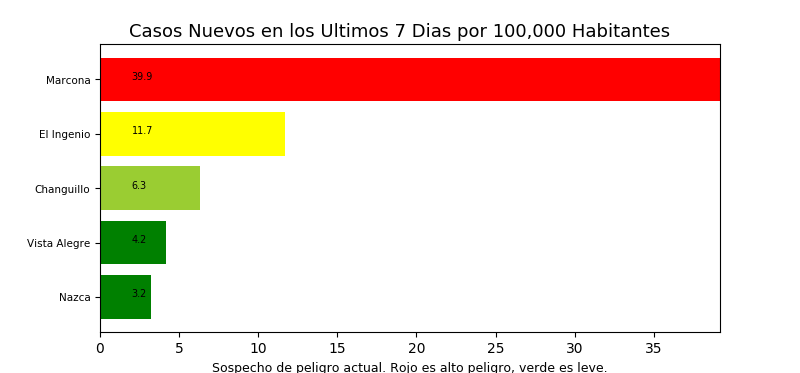 Casos Nuevos en los Ultimos 7 Dias por 100,000 Habitantes
Marcona 39.9
El Ingenio 11.7
Changuillo 6.3
Vista Alegre 4.2
Nazca 3.2
0 5 10 15 20 25 30 35
Sospecho de peligro actual. Rojo es alto peligro, verde es leve.